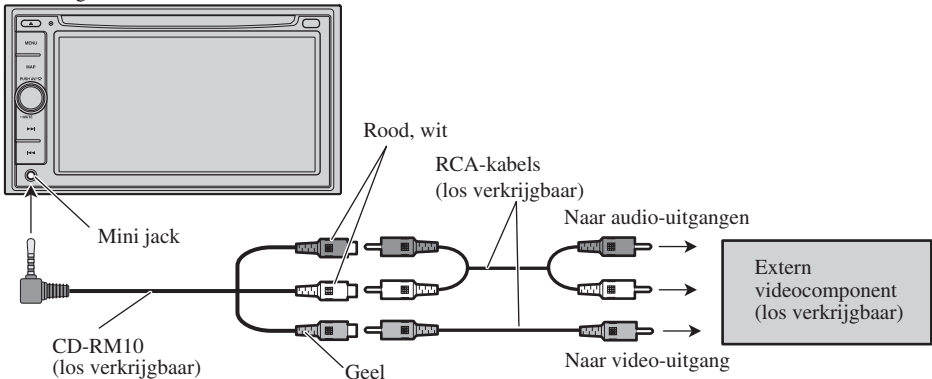 MENU
MAP
Rood, wit
RCA-kabels
(los verkrijgbaar)
Mini jack
Naar audio-uitgangen
Extern
videocomponent
(los verkrijgbaar)
CD-RM10
(los verkrijgbaar)
Geel
Naar video-uitgang